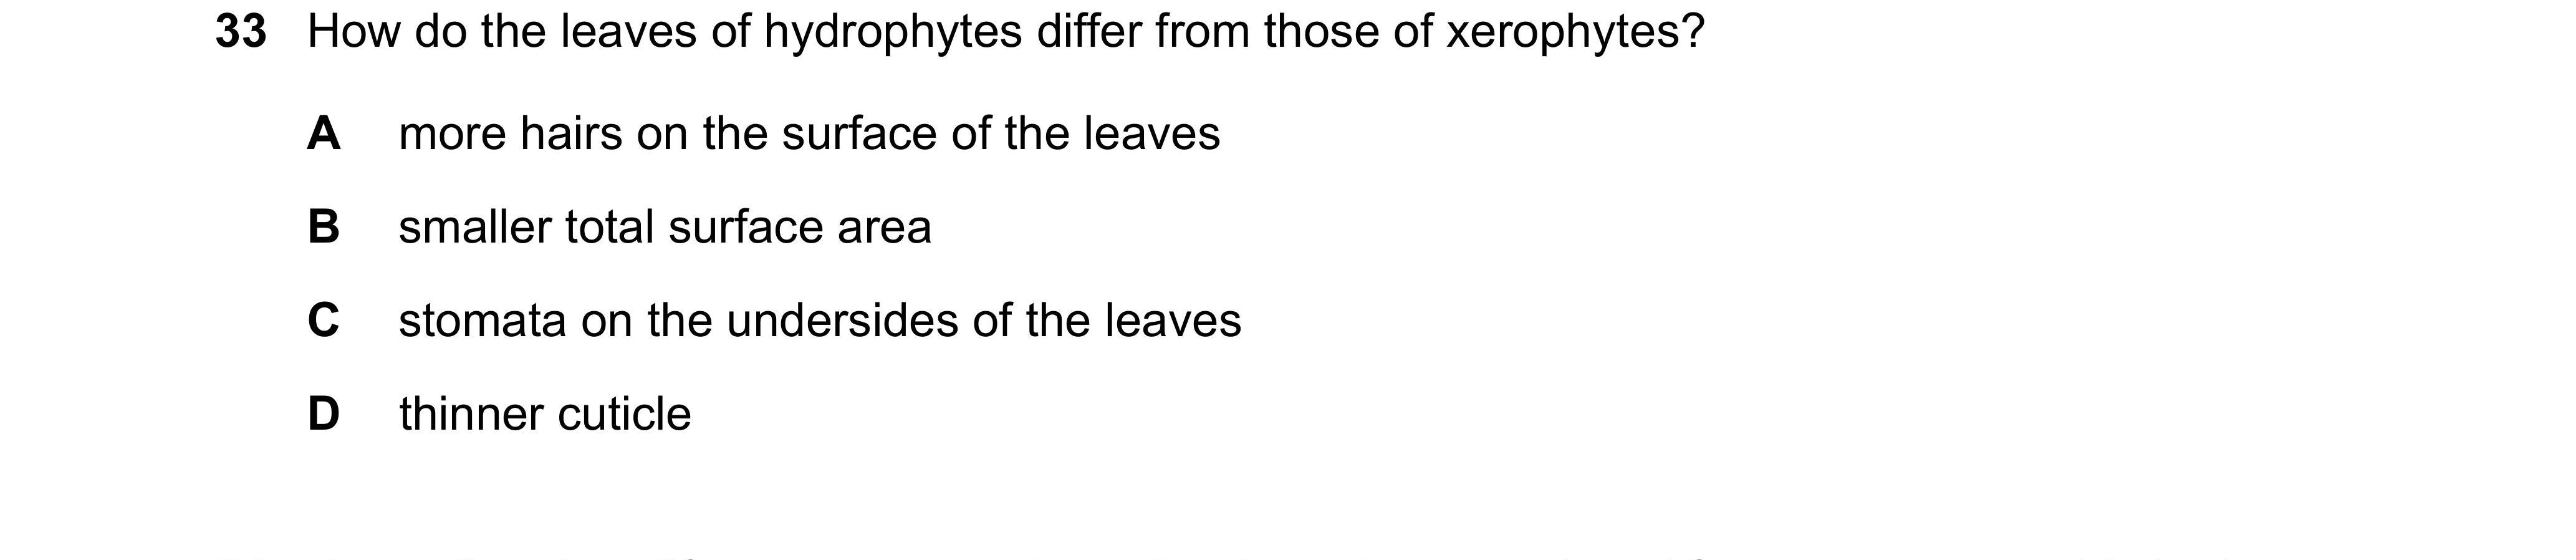 33 How do the leaves of hydrophytes differ from those of xerophytes?
A more hairs on the surface of the leaves
B smaller total surface area
C stomata on the undersides of the leaves
D thinner cuticle